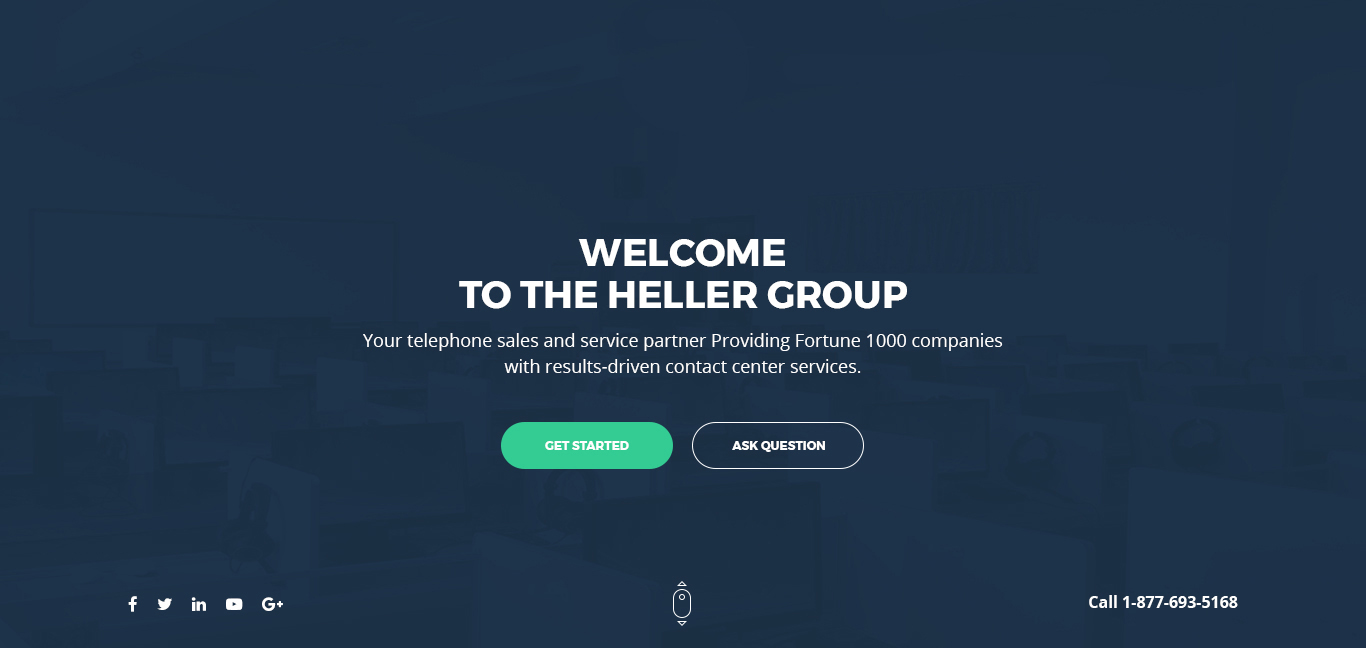 WELCOME
TO THE HELLER GROUP
Your telephone sales and service partner Providing Fortune 1000 companies
with results-driven contact center services.
GET STARTED
ASK QUESTION
Call 1-877-693-5168